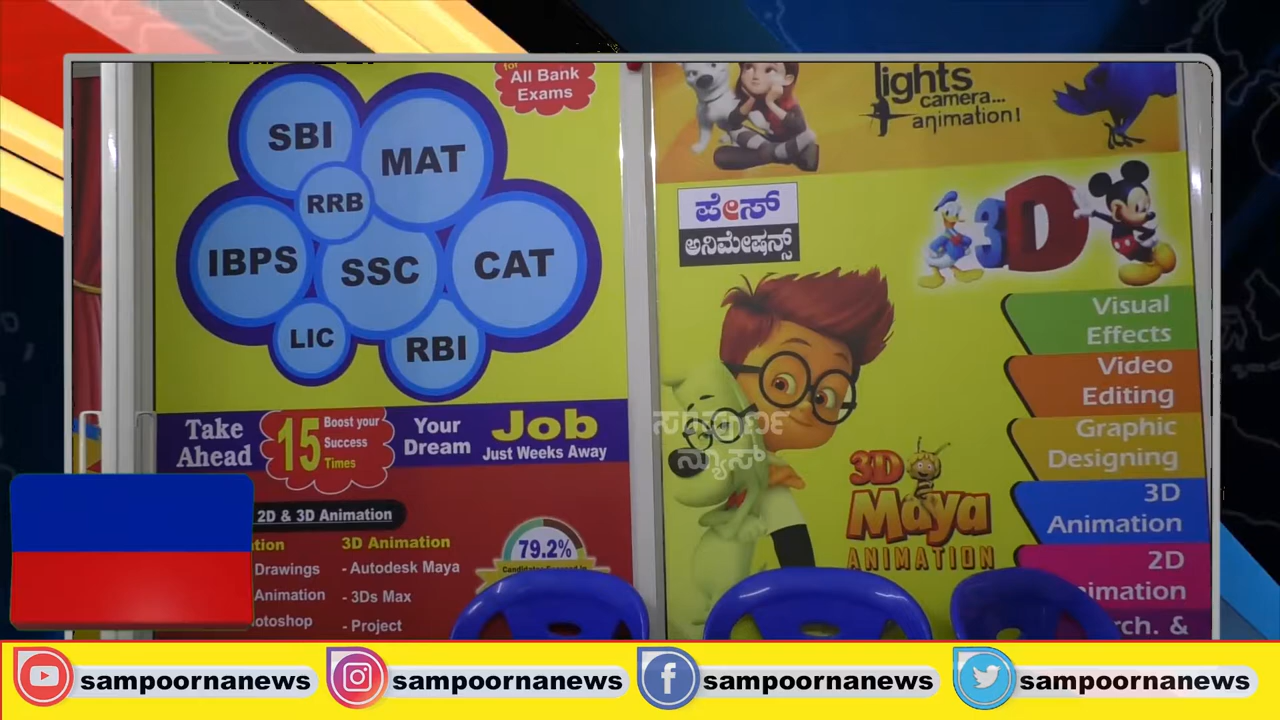 for
All Bank
Exams
SBI
MAT
RRB
IBPS
SSC
CAT
LIC
RBI
Take
Ahead
15
Boost your
Success
Times
Your
Dream
Job
Just Weeks Away
2D & 3D Animation
3D Animation
Drawings
- Autodesk Maya
Animation
- 3Ds Max
- Project
79.2%
lights
camera...
animation!
ಪೇಸ್
ಅನಿಮೇಷನ್ಸ್
3D
Visual
Effects
Video
Editing
Graphic
Designing
3D
Animation
2D
3D
Maya
ANIMATION
ಸಂಪೂರ್ಣ
ನ್ಯೂಸ್
sampoornanews
sampoornanews
sampoornanews
sampoornanews